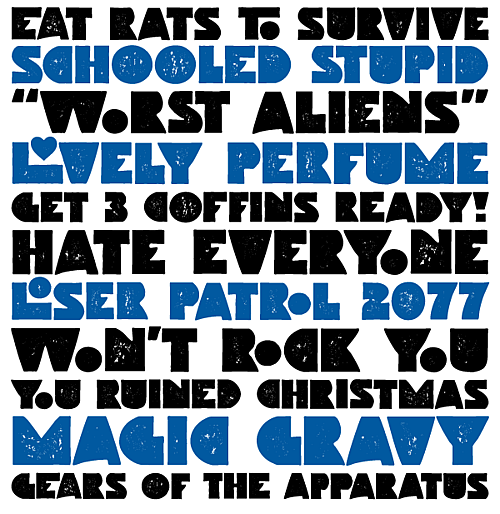 EAT RATS TO SURVIVE
SCHOOLED STUPID
“WORST ALIENS”
LOVELY PERFUME
GET 3 COFFINS READY!
HATE EVERYONE
LOSER PATROL 2077
WON'T ROCK YOU
YOU RUINED CHRISTMAS
MAGIC GRAVY
GEARS OF THE APPARATUS